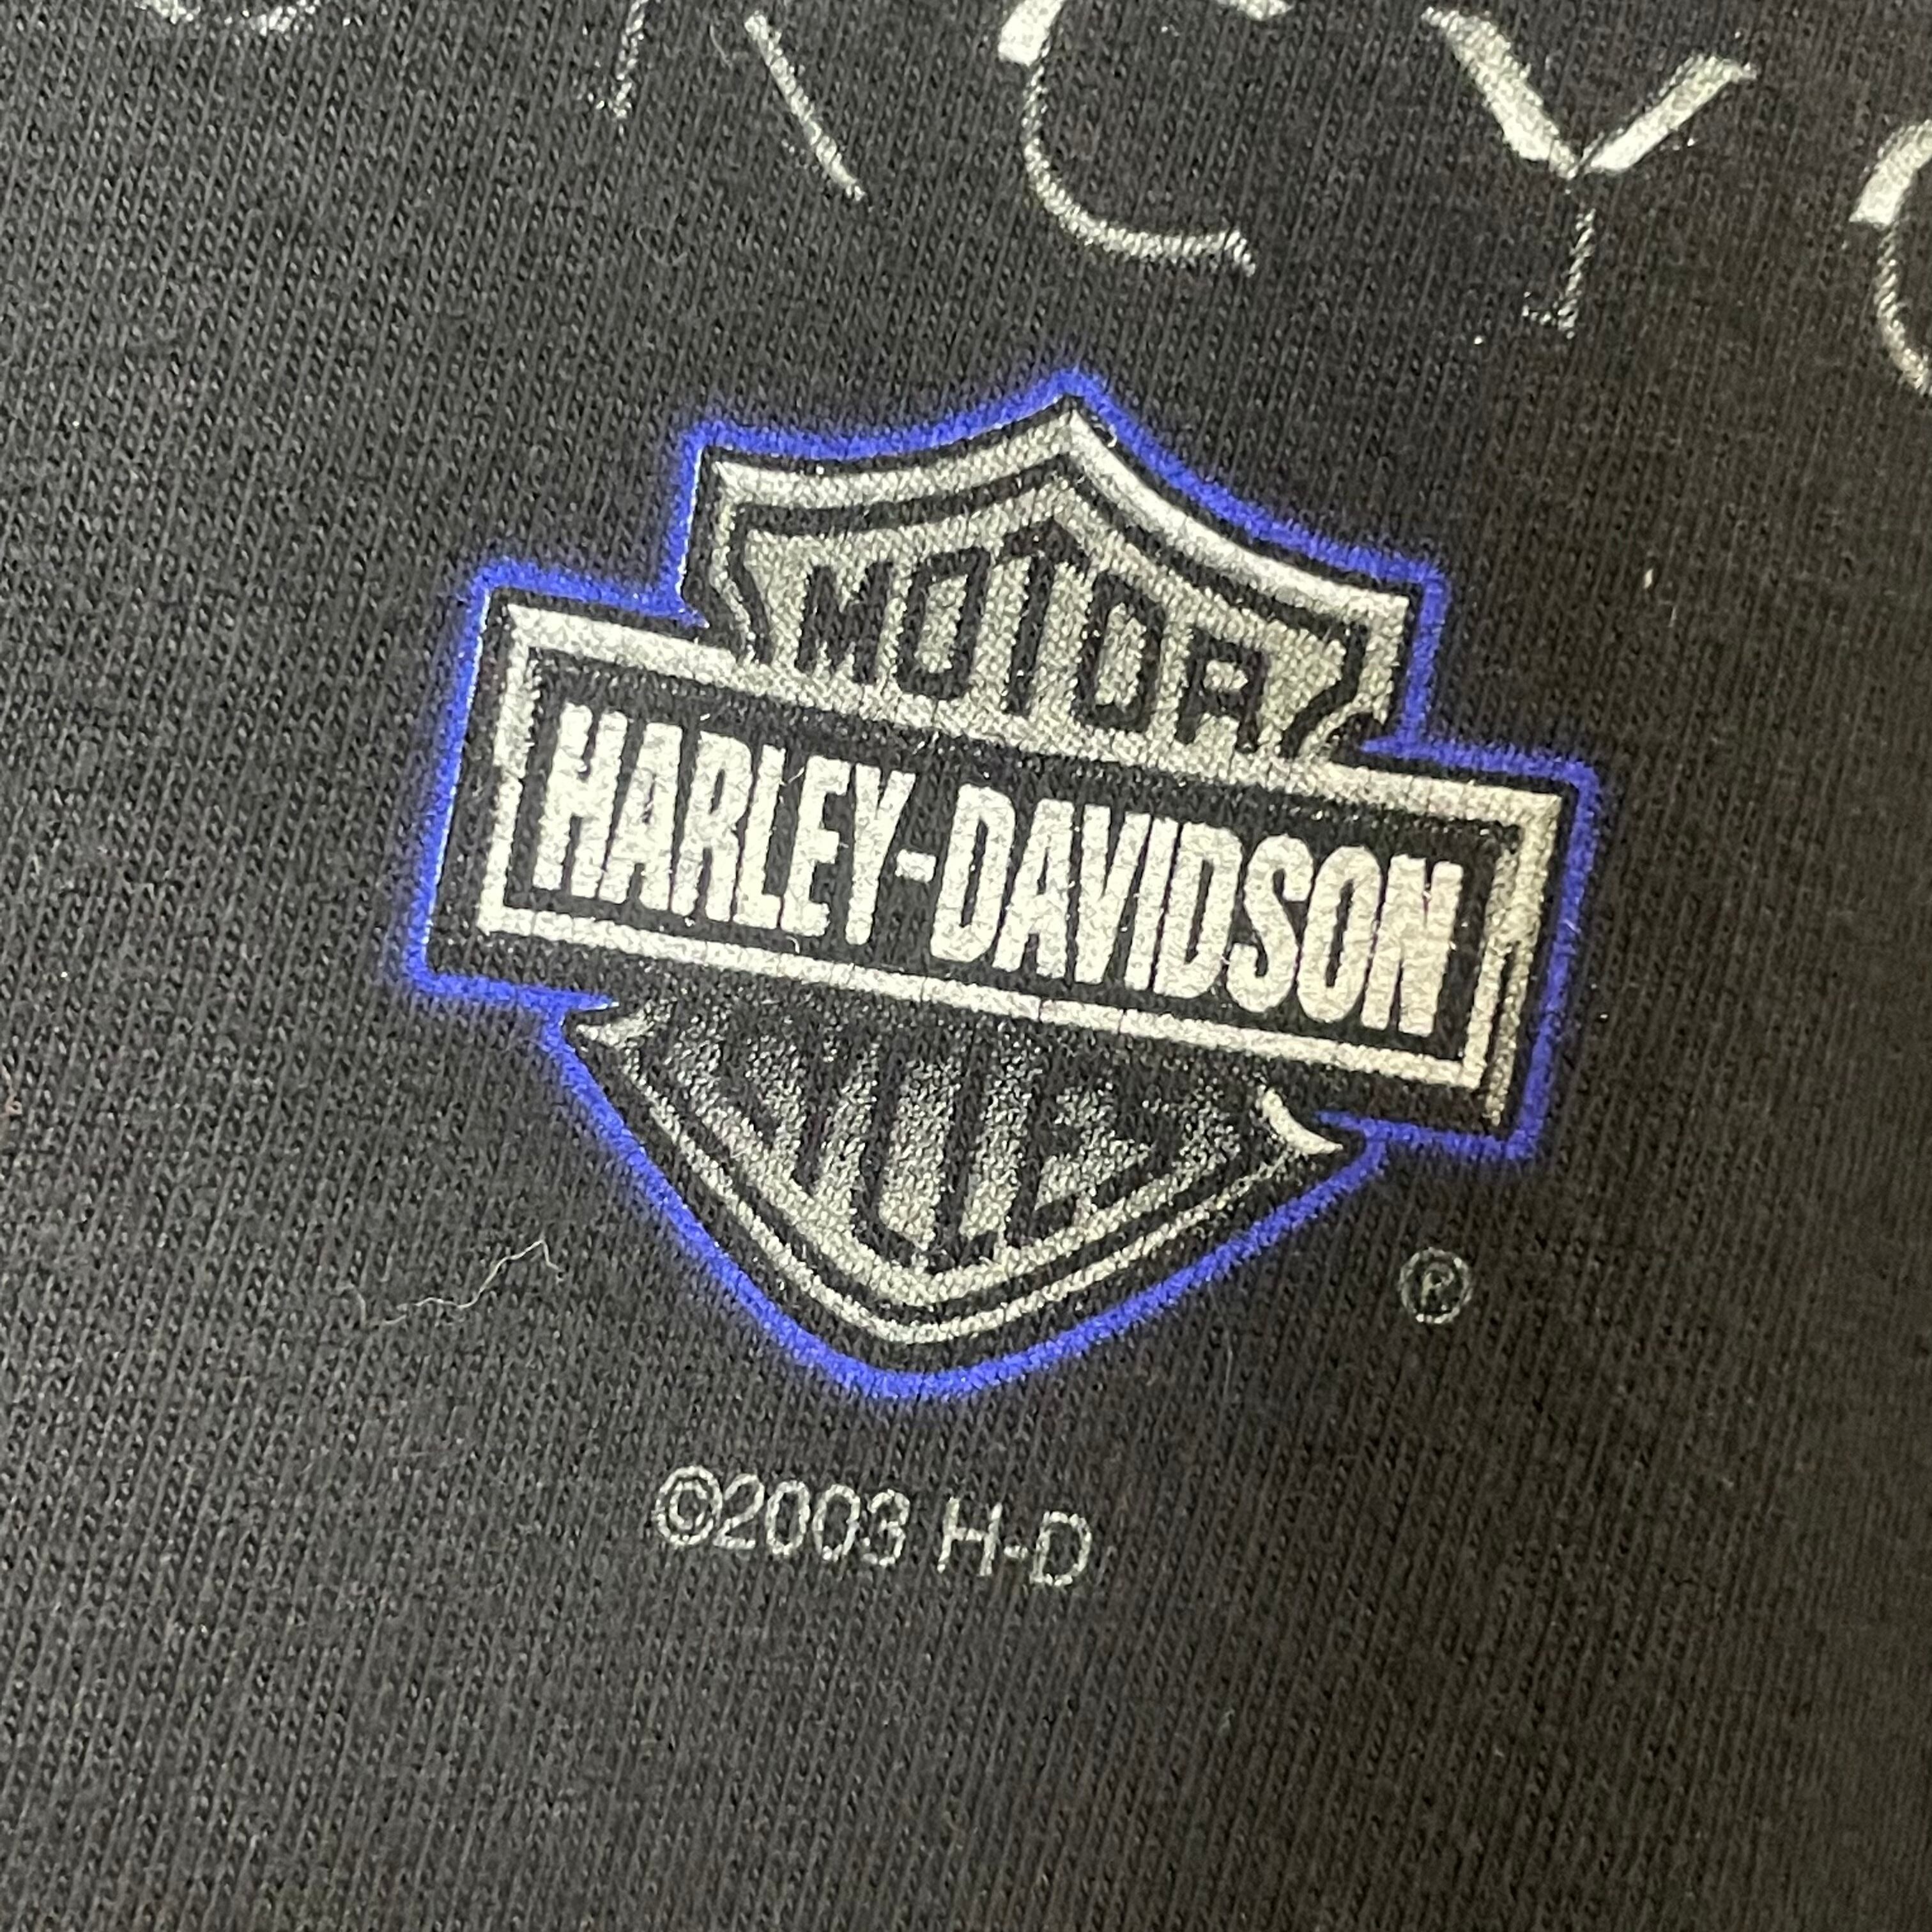 MOTOR
HARLEY-DAVIDSON
®
©2003 H-D